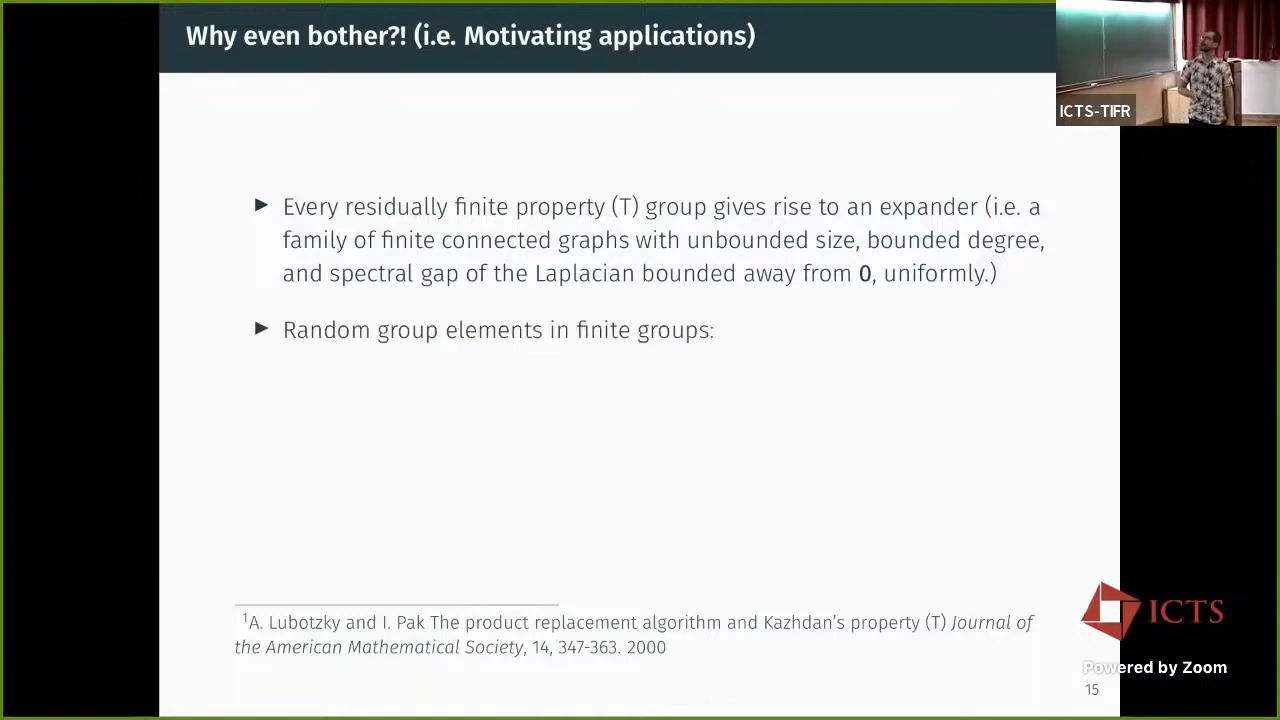 Why even bother?! (i.e. Motivating applications)
ICTS-TIFR
▶ Every residually finite property (T) group gives rise to an expander (i.e. a
family of finite connected graphs with unbounded size, bounded degree,
and spectral gap of the Laplacian bounded away from 0, uniformly.)
▶ Random group elements in finite groups:
¹A. Lubotzky and I. Pak The product replacement algorithm and Kazhdan's property (T) Journal of
the American Mathematical Society, 14, 347-363. 2000
ICTS
Powered by Zoom
15